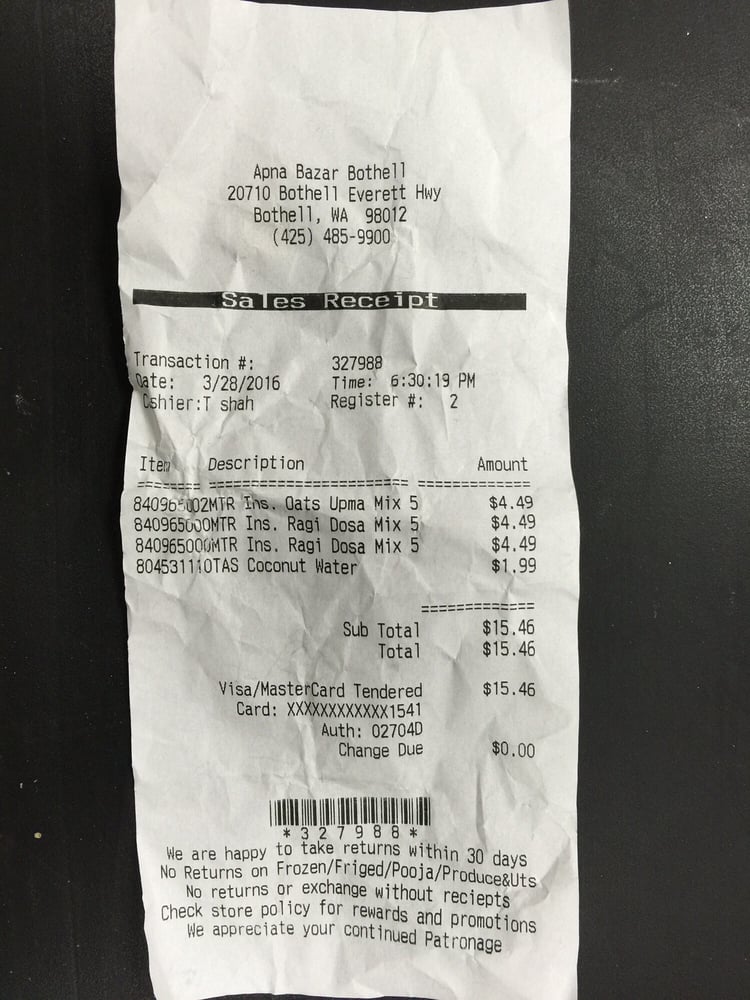 Apna Bazar Bothell
20710 Bothell Everett Hwy
Bothell, WA 98012
(425) 485-9900
Sales Receipt
Transaction #: 327988
Date: 3/28/2016 Time: 6:30:19 PM
Cshier:T shah Register #: 2
Item Description Amount
======== ========================= ==============
840965002MTR Ins. Oats Upma Mix 5 $4.49
840965000MTR Ins. Ragi Dosa Mix 5 $4.49
840965000MTR Ins. Ragi Dosa Mix 5 $4.49
804531110TAS Coconut Water $1.99
==============
Sub Total $15.46
Total $15.46
Visa/MasterCard Tendered $15.46
Card: XXXXXXXXXXXX1541
Auth: 02704D
Change Due $0.00
*327988*
We are happy to take returns within 30 days
No Returns on Frozen/Friged/Pooja/Produce&Uts
No returns or exchange without reciepts
Check store policy for rewards and promotions
We appreciate your continued Patronage